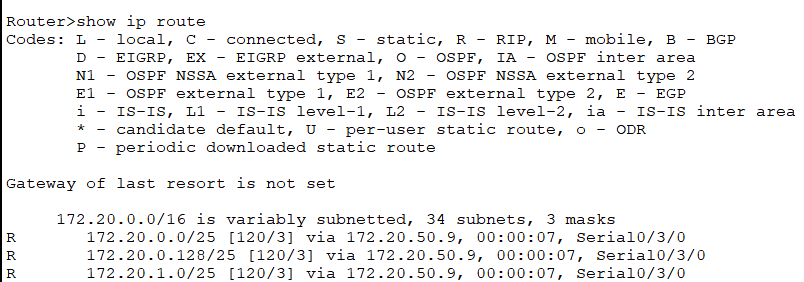 Router>show ip route
Codes: L - local, C - connected, S - static, R - RIP, M - mobile, B - BGP
D - EIGRP, EX - EIGRP external, O - OSPF, IA - OSPF inter area
N1 - OSPF NSSA external type 1, N2 - OSPF NSSA external type 2
E1 - OSPF external type 1, E2 - OSPF external type 2, E - EGP
i - IS-IS, L1 - IS-IS level-1, L2 - IS-IS level-2, ia - IS-IS inter area
* - candidate default, U - per-user static route, o - ODR
P - periodic downloaded static route
Gateway of last resort is not set
172.20.0.0/16 is variably subnetted, 34 subnets, 3 masks
R 172.20.0.0/25 [120/3] via 172.20.50.9, 00:00:07, Serial0/3/0
R 172.20.0.128/25 [120/3] via 172.20.50.9, 00:00:07, Serial0/3/0
R 172.20.1.0/25 [120/3] via 172.20.50.9, 00:00:07, Serial0/3/0